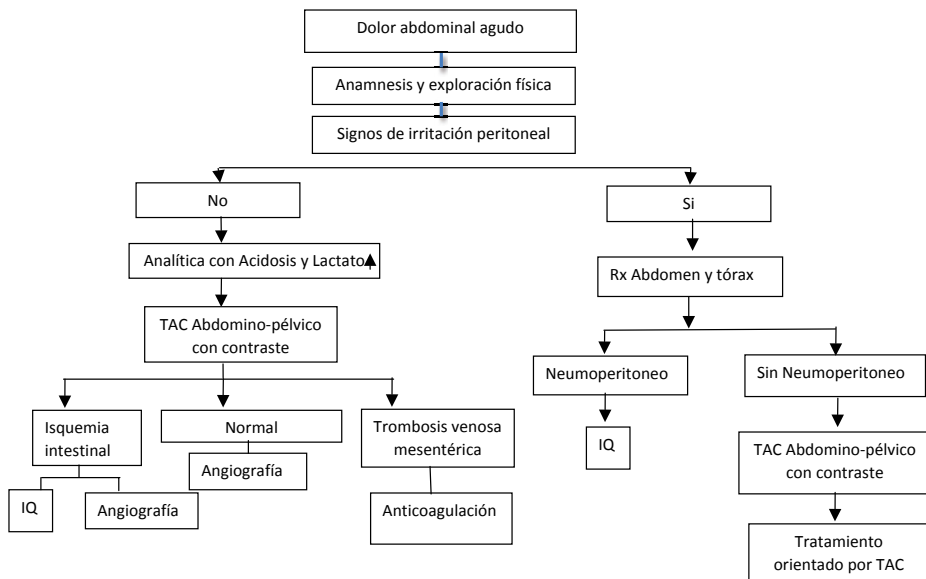 Dolor abdominal agudo
Anamnesis y exploración física
Signos de irritación peritoneal
No
Si
Analítica con Acidosis y Lactato
Rx Abdomen y tórax
TAC Abdomino-pélvico
con contraste
Neumoperitoneo
Sin Neumoperitoneo
Isquemia
intestinal
Normal
Trombosis venosa
mesentérica
IQ
TAC Abdomino-pélvico
con contraste
Angiografía
IQ
Angiografía
Anticoagulación
Tratamiento
orientado por TAC